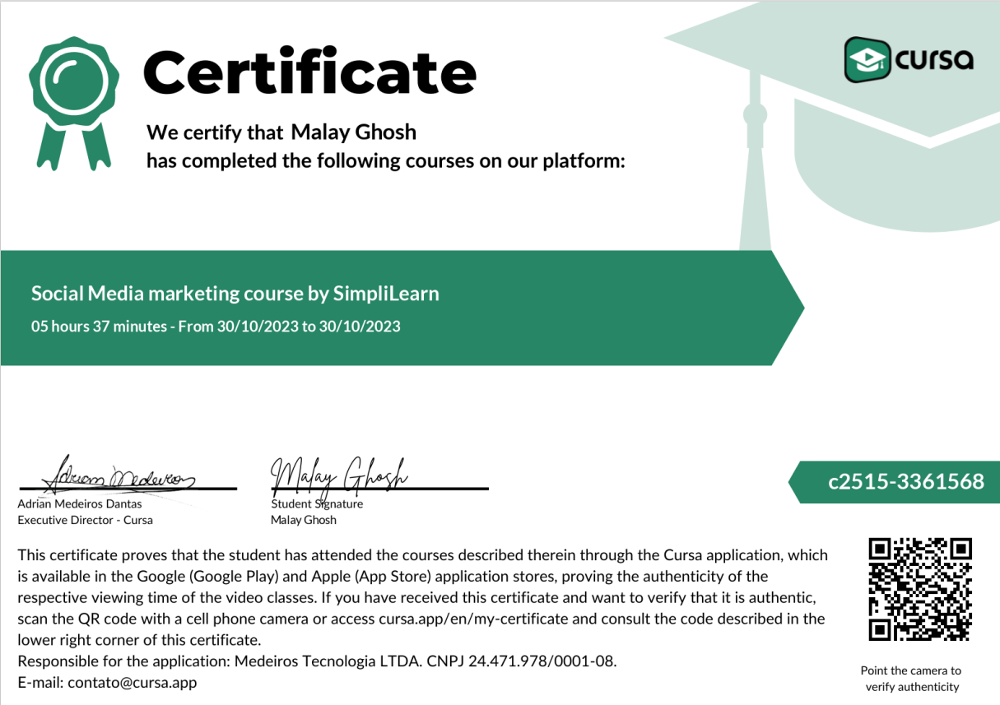 cursa
Certificate
We certify that Malay Ghosh
has completed the following courses on our platform:
Social Media marketing course by SimpliLearn
05 hours 37 minutes - From 30/10/2023 to 30/10/2023
Adrian Medeiros
Malay Ghosh
Adrian Medeiros Dantas
Executive Director - Cursa
Student Signature
Malay Ghosh
c2515-3361568
This certificate proves that the student has attended the courses described therein through the Cursa application, which
is available in the Google (Google Play) and Apple (App Store) application stores, proving the authenticity of the
respective viewing time of the video classes. If you have received this certificate and want to verify that it is authentic,
scan the QR code with a cell phone camera or access cursa.app/en/my-certificate and consult the code described in the
lower right corner of this certificate.
Responsible for the application: Medeiros Tecnologia LTDA. CNPJ 24.471.978/0001-08.
E-mail: contato@cursa.app
Point the camera to
verify authenticity